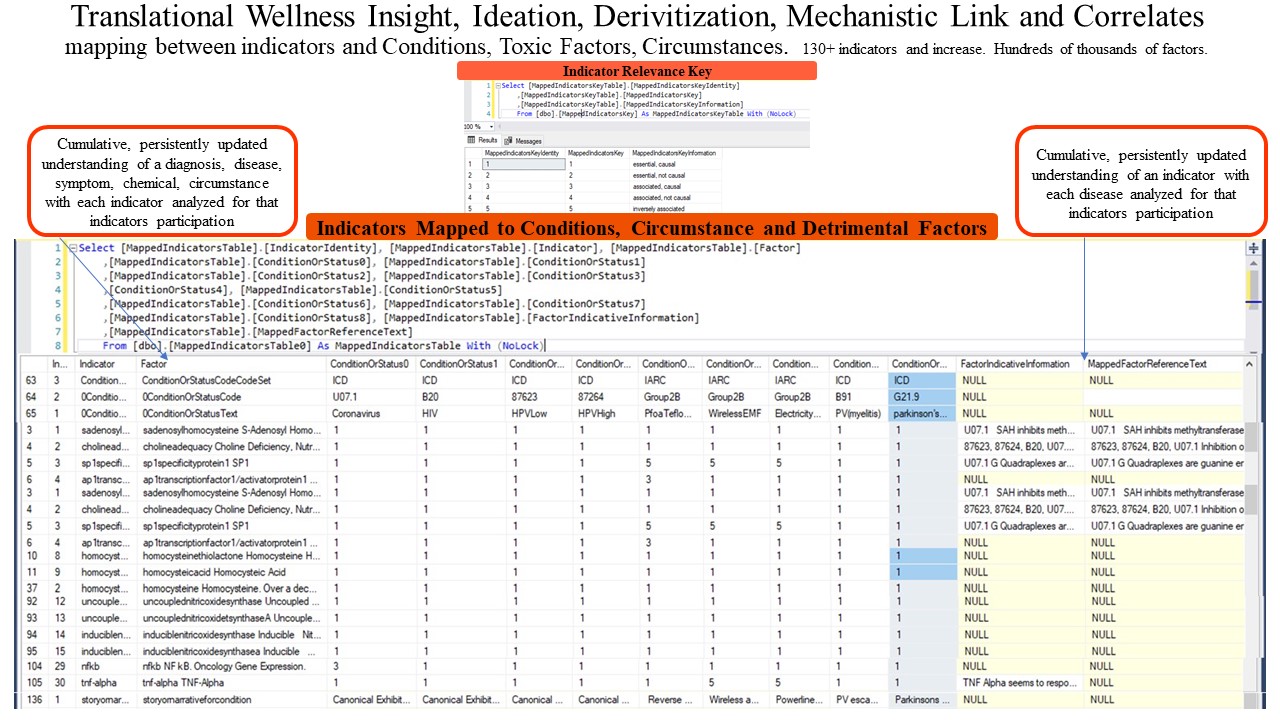 Translational Wellness Insight, Ideation, Derivitization, Mechanistic Link and Correlates
mapping between indicators and Conditions, Toxic Factors, Circumstances. 130+ indicators and increase. Hundreds of thousands of factors.
Indicator Relevance Key
1 Select [MappedIndicatorsKeyTable].[MappedIndicatorsKeyIdentity]
2 ,[MappedIndicatorsKeyTable].[MappedIndicatorsKey]
3 ,[MappedIndicatorsKeyTable].[MappedIndicatorsKeyInformation]
4 From [dbo].[MappedIndicatorsKey] As MappedIndicatorsKeyTable With (NoLock)
100 %
Results Messages
MappedIndicatorsKeyIdentity MappedIndicatorsKey MappedIndicatorsKeyInformation
1 1 1 essential, causal
2 2 2 essential, not causal
3 3 3 associated, causal
4 4 4 associated, not causal
5 5 5 inversely associated
Cumulative, persistently updated
understanding of a diagnosis, disease,
symptom, chemical, circumstance
with each indicator analyzed for that
indicators participation
Cumulative, persistently updated
understanding of an indicator with
each disease analyzed for that
indicators participation
Indicators Mapped to Conditions, Circumstance and Detrimental Factors
1 Select [MappedIndicatorsTable].[IndicatorIdentity], [MappedIndicatorsTable].[Indicator], [MappedIndicatorsTable].[Factor]
2 ,[MappedIndicatorsTable].[ConditionOrStatus0], [MappedIndicatorsTable].[ConditionOrStatus1]
3 ,[MappedIndicatorsTable].[ConditionOrStatus2], [MappedIndicatorsTable].[ConditionOrStatus3]
4 ,[ConditionOrStatus4], [MappedIndicatorsTable].[ConditionOrStatus5]
5 ,[MappedIndicatorsTable].[ConditionOrStatus6], [MappedIndicatorsTable].[ConditionOrStatus7]
6 ,[MappedIndicatorsTable].[ConditionOrStatus8], [MappedIndicatorsTable].[FactorIndicativeInformation]
7 ,[MappedIndicatorsTable].[MappedFactorReferenceText]
8 From [dbo].[MappedIndicatorsTable0] As MappedIndicatorsTable With (NoLock)
In... Indicator Factor ConditionOrStatus0 ConditionOrStatus1 ConditionOr... ConditionOr... ConditionO... ConditionOr... Condition... ConditionOr... ConditionOr... FactorIndicativeInformation MappedFactorReferenceText
63 3 Condition... ConditionOrStatusCodeCodeSet ICD ICD ICD ICD IARC IARC IARC ICD ICD NULL NULL
64 2 0Conditio... 0ConditionOrStatusCode U07.1 B20 87623 87264 Group2B Group2B Group2B B91 G21.9 NULL
65 1 0Conditio... 0ConditionOrStatusText Coronavirus HIV HPVLow HPVHigh PfoaTeflo... WirelessEMF Electricity... PV(myelitis) parkinson's... NULL NULL
3 1 sadenosyl... sadenosylhomocysteine S-Adenosyl Homo... 1 1 1 1 1 1 1 1 1 U07.1 SAH inhibits meth... U07.1 SAH inhibits methyltransferase
4 2 cholinead... cholineadequacy Choline Deficiency, Nutr... 1 1 1 1 1 1 1 1 1 87623, 87624, B20, U07.... 87623, 87624, B20, U07.1 Inhibition o
5 3 sp1specifi... sp1specificityprotein1 SP1 1 1 1 1 5 5 5 1 1 U07.1 G Quadraplexes ar... U07.1 G Quadraplexes are guanine er
6 4 ap1transc... ap1transcriptionfactor1/activatorprotein1 ... 1 1 1 1 3 1 1 1 1 NULL NULL
3 1 sadenosyl... sadenosylhomocysteine S-Adenosyl Homo... 1 1 1 1 1 1 1 1 1 U07.1 SAH inhibits meth... U07.1 SAH inhibits methyltransferase
4 2 cholinead... cholineadequacy Choline Deficiency, Nutr... 1 1 1 1 1 1 1 1 1 87623, 87624, B20, U07.... 87623, 87624, B20, U07.1 Inhibition o
5 3 sp1specifi... sp1specificityprotein1 SP1 1 1 1 1 5 5 5 1 1 U07.1 G Quadraplexes ar... U07.1 G Quadraplexes are guanine er
6 4 ap1transc... ap1transcriptionfactor1/activatorprotein1 ... 1 1 1 1 3 1 1 1 1 NULL NULL
10 8 homocyst... homocysteinethiolactone Homocysteine H... 1 1 1 1 1 1 1 1 1 NULL NULL
11 9 homocyst... homocysteicacid Homocysteic Acid 1 1 1 1 1 1 1 1 1 NULL NULL
37 2 homocyst... homocysteine Homocysteine. Over a dec... 1 1 1 1 1 1 1 1 1 NULL NULL
92 12 uncouple... uncouplednitricoxidesynthase Uncoupled ... 1 1 1 1 1 1 1 1 1 NULL NULL
93 13 uncouple... uncouplednitricoxidetsynthaseA Uncouple... 1 1 1 1 1 1 1 1 1 NULL NULL
94 14 induciblen... induciblenitricoxidesynthase Inducible Nit... 1 1 1 1 1 1 1 1 1 NULL NULL
95 15 induciblen... induciblenitricoxidesynthasea Inducible ... 1 1 1 1 1 1 1 1 1 NULL NULL
104 29 nfkb nfkb NF kB. Oncology Gene Expression. 3 1 1 1 1 1 1 1 1 NULL NULL
105 30 tnf-alpha tnf-alpha TNF-Alpha 1 1 1 1 1 5 5 1 1 TNF Alpha seems to respo... NULL
136 1 storyomar... storyomarrativeforcondition Canonical Exhibit... Canonical Exhibit... Canonical ... Canonical ... Reverse ... Wireless a... Powerline... PV esca... Parkinsons ... NULL NULL